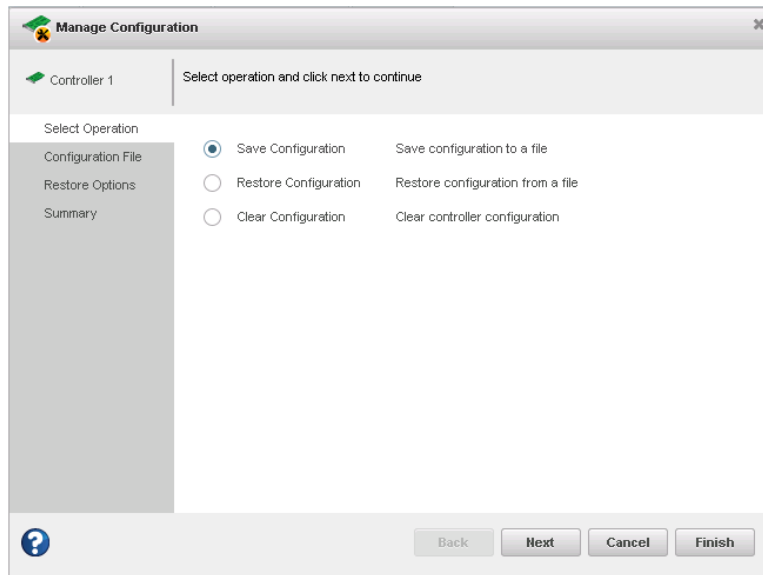 Manage Configuration
Controller 1
Select operation and click next to continue
Select Operation
Configuration File
Restore Options
Summary
Save Configuration Save configuration to a file
Restore Configuration Restore configuration from a file
Clear Configuration Clear controller configuration
? Back Next Cancel Finish